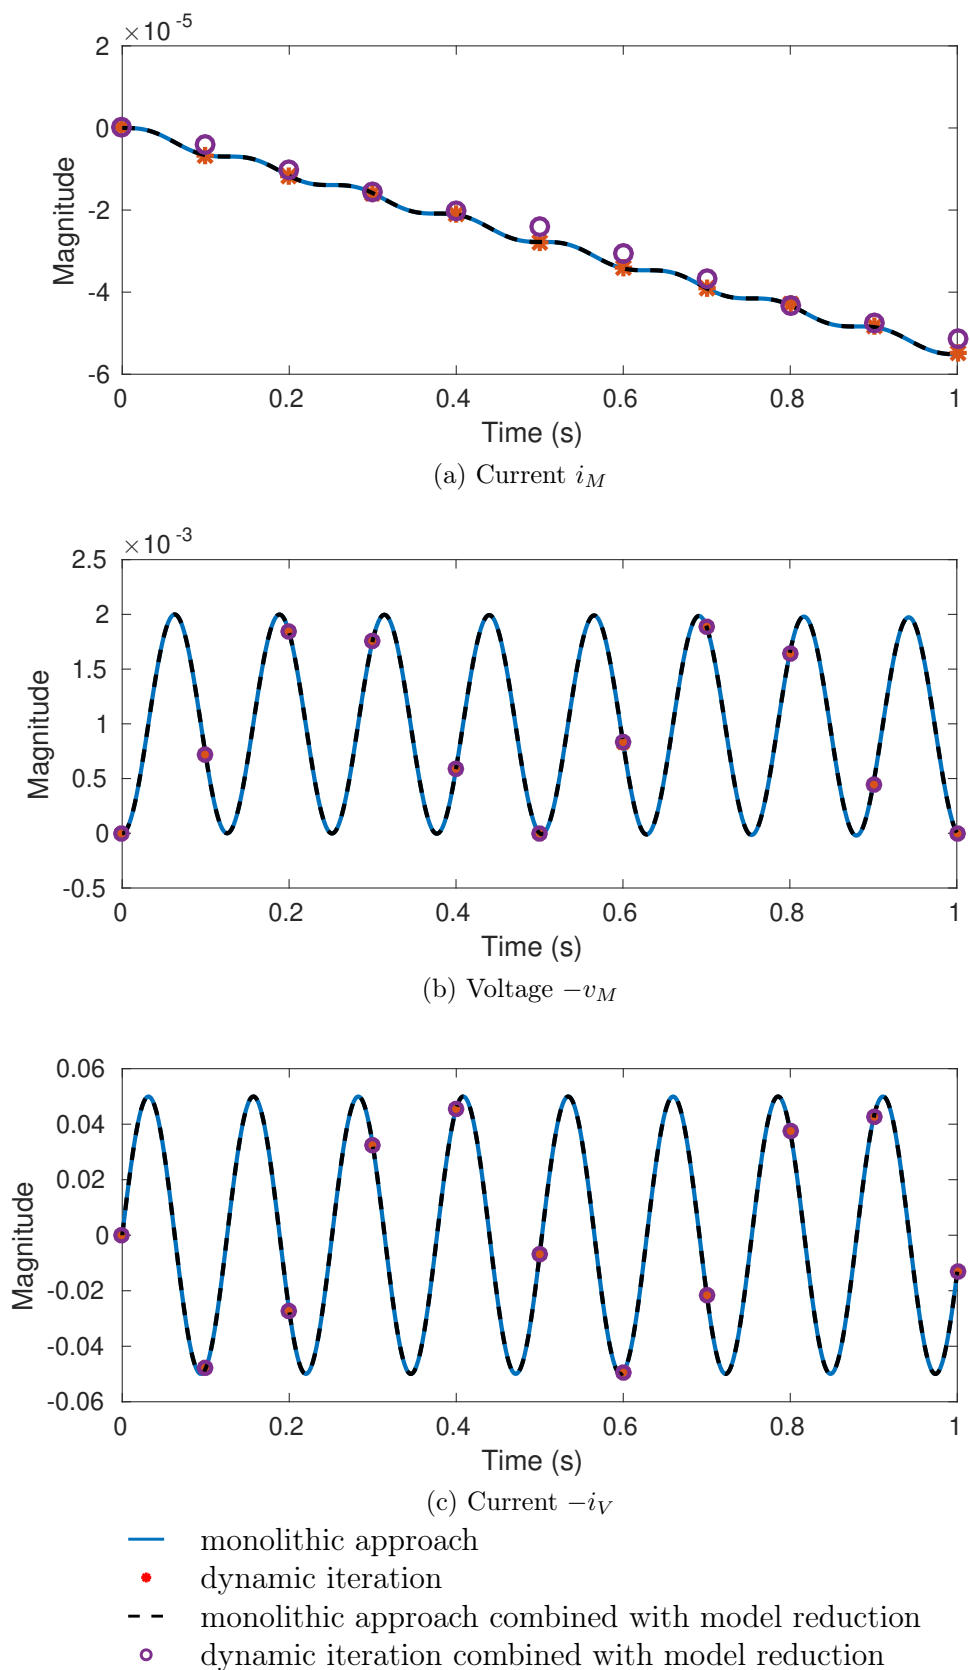 ×10 -5
2
0
-2
-4
-6
Magnitude
0 0.2 0.4 0.6 0.8 1
Time (s)
(a) Current i_M
×10 -3
2.5
2
1.5
1
0.5
0
-0.5
Magnitude
0 0.2 0.4 0.6 0.8 1
Time (s)
(b) Voltage −v_M
0.06
0.04
0.02
0
-0.02
-0.04
-0.06
Magnitude
0 0.2 0.4 0.6 0.8 1
Time (s)
(c) Current −i_V
monolithic approach
dynamic iteration
monolithic approach combined with model reduction
dynamic iteration combined with model reduction